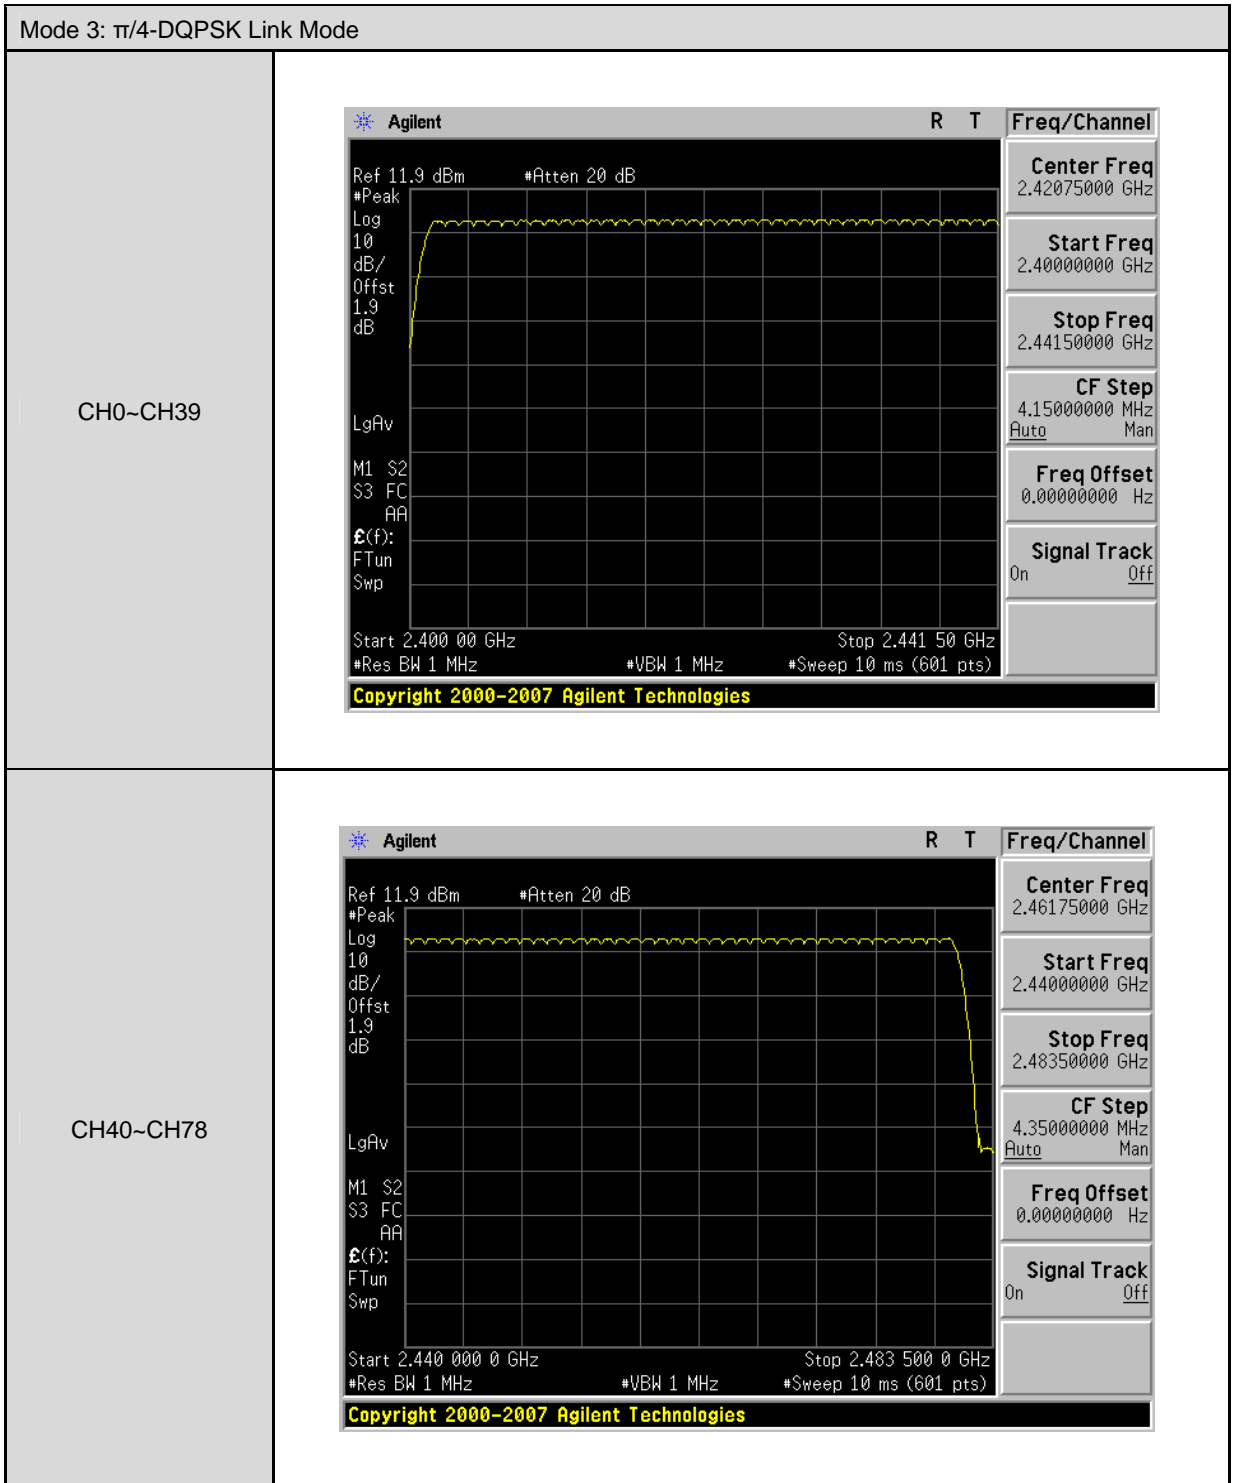 Mode 3: π/4-DQPSK Link Mode
CH0~CH39
Agilent R T Freq/Channel
Ref 11.9 dBm #Atten 20 dB
#Peak
Log
10
dB/
Offst
1.9
dB
LgAv
M1 S2
S3 FC
AA
£(f):
FTun
Swp
Start 2.400 00 GHz Stop 2.441 50 GHz
#Res BW 1 MHz #VBW 1 MHz #Sweep 10 ms (601 pts)
Copyright 2000-2007 Agilent Technologies
Center Freq
2.42075000 GHz
Start Freq
2.40000000 GHz
Stop Freq
2.44150000 GHz
CF Step
4.15000000 MHz
Auto Man
Freq Offset
0.00000000 Hz
Signal Track
On Off
CH40~CH78
Agilent R T Freq/Channel
Ref 11.9 dBm #Atten 20 dB
#Peak
Log
10
dB/
Offst
1.9
dB
LgAv
M1 S2
S3 FC
AA
£(f):
FTun
Swp
Start 2.440 000 0 GHz Stop 2.483 500 0 GHz
#Res BW 1 MHz #VBW 1 MHz #Sweep 10 ms (601 pts)
Copyright 2000-2007 Agilent Technologies
Center Freq
2.46175000 GHz
Start Freq
2.44000000 GHz
Stop Freq
2.48350000 GHz
CF Step
4.35000000 MHz
Auto Man
Freq Offset
0.00000000 Hz
Signal Track
On Off